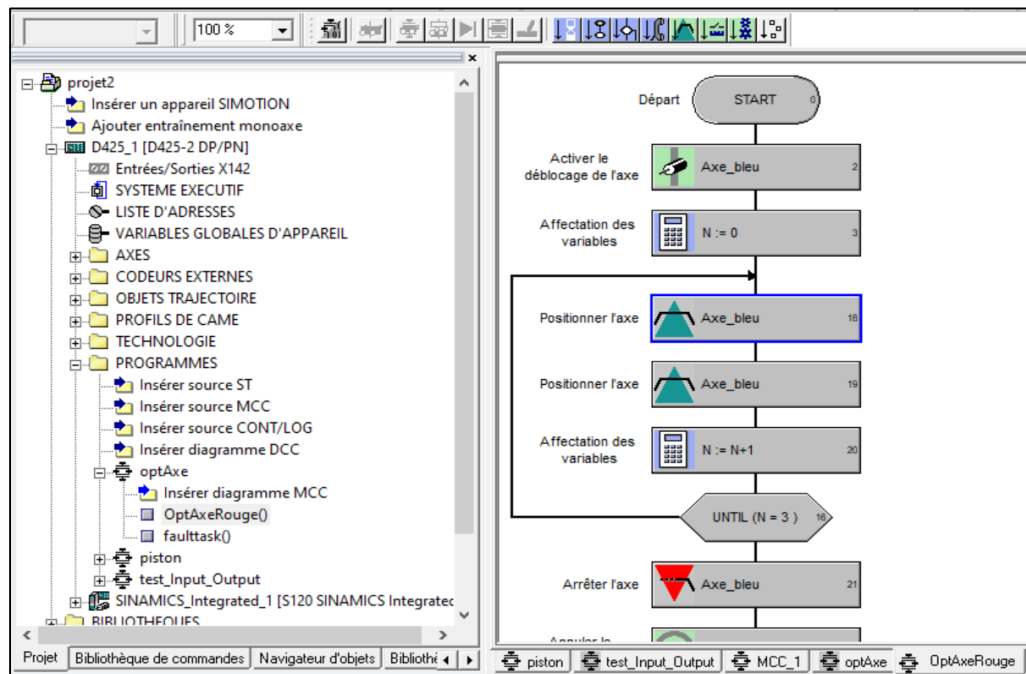 100 %
projet2
Insérer un appareil SIMOTION
Ajouter entraînement monoaxe
D425_1 [D425-2 DP/PN]
Entrées/Sorties X142
SYSTEME EXECUTIF
LISTE D'ADRESSES
VARIABLES GLOBALES D'APPAREIL
AXES
CODEURS EXTERNES
OBJETS TRAJECTOIRE
PROFILS DE CAME
TECHNOLOGIE
PROGRAMMES
Insérer source ST
Insérer source MCC
Insérer source CONT/LOG
Insérer diagramme DCC
optAxe
Insérer diagramme MCC
OptAxeRouge()
faulttask()
piston
test_Input_Output
SINAMICS_Integrated_1 [S120 SINAMICS Integrated
BIBLIOTHEQUES
Projet
Bibliothèque de commandes
Navigateur d'objets
Départ
START
0
Activer le
déblocage de l'axe
Axe_bleu
2
Affectation des
variables
N := 0
3
Positionner l'axe
Axe_bleu
18
Positionner l'axe
Axe_bleu
19
Affectation des
variables
N := N+1
20
UNTIL (N = 3 )
16
Arrêter l'axe
Axe_bleu
21
Annuler le
piston
test_Input_Output
MCC_1
optAxe
OptAxeRouge